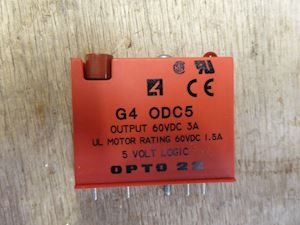 G4 ODC5
OUTPUT 60VDC 3A
UL MOTOR RATING 60VDC 1.5A
5 VOLT LOGIC
OPTO 22